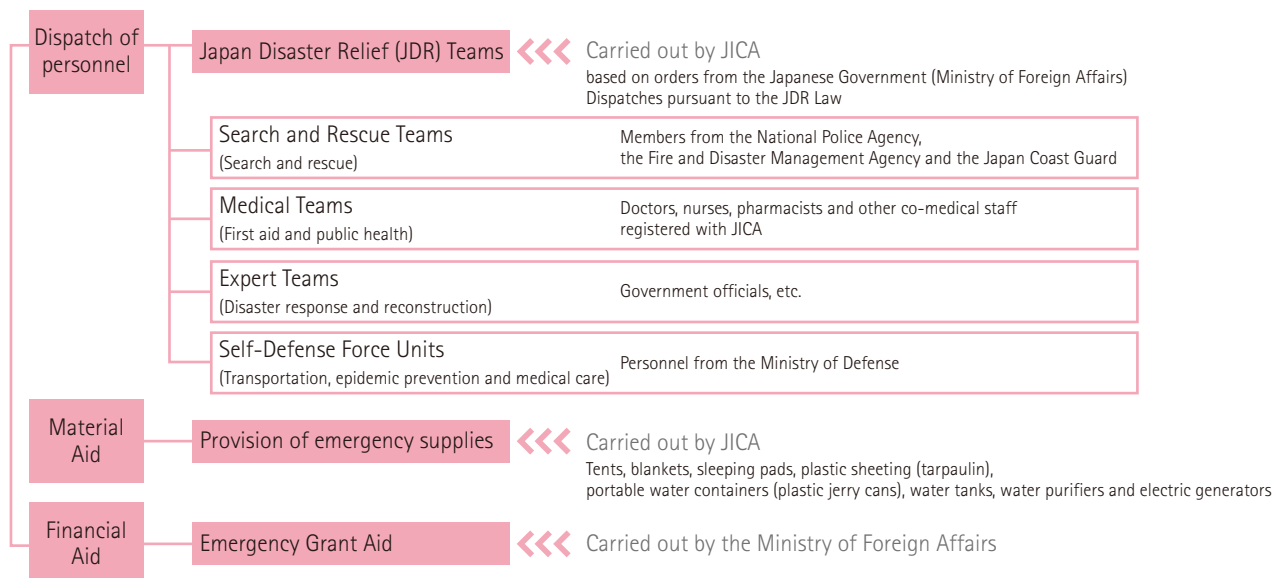 Dispatch of
personnel
Japan Disaster Relief (JDR) Teams
Carried out by JICA
based on orders from the Japanese Government (Ministry of Foreign Affairs)
Dispatches pursuant to the JDR Law
Search and Rescue Teams
(Search and rescue)
Members from the National Police Agency,
the Fire and Disaster Management Agency and the Japan Coast Guard
Medical Teams
(First aid and public health)
Doctors, nurses, pharmacists and other co-medical staff
registered with JICA
Expert Teams
(Disaster response and reconstruction)
Government officials, etc.
Self-Defense Force Units
(Transportation, epidemic prevention and medical care)
Personnel from the Ministry of Defense
Material
Aid
Provision of emergency supplies
Carried out by JICA
Tents, blankets, sleeping pads, plastic sheeting (tarpaulin),
portable water containers (plastic jerry cans), water tanks, water purifiers and electric generators
Financial
Aid
Emergency Grant Aid
Carried out by the Ministry of Foreign Affairs